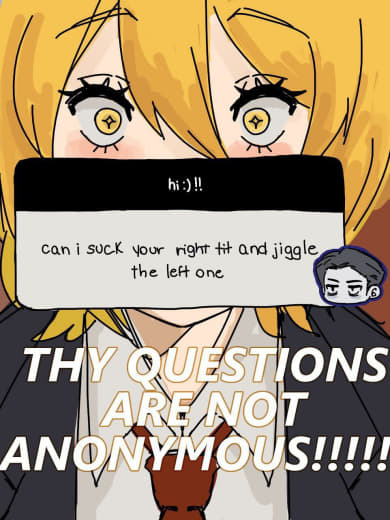 hi:)!!
can i suck your right tit and jiggle
the left one
THY QUESTIONS
ARE NOT
ANONYMOUS!!!!!